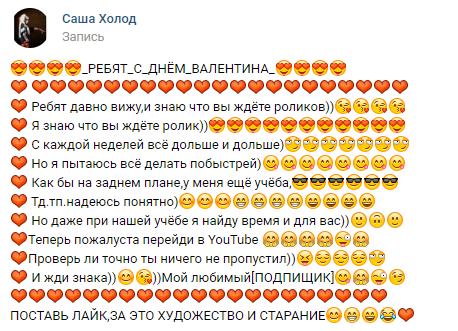 Саша Холод
Запись
😍😍😍😍_РЕБЯТ_С_ДНЁМ_ВАЛЕНТИНА_😍😍😍😍
❤❤❤❤❤❤❤❤❤❤❤❤❤❤❤❤❤❤❤❤
❤ Ребят давно вижу,и знаю что вы ждёте роликов))😘😘😘😘
❤ Я знаю что вы ждёте ролик))😍😍😍😍😍😍😍😍😍😍
❤ С каждой неделей всё дольше и дольше)🙄🙄🙄🙄🙄🙄🙄
❤ Но я пытаюсь всё делать побыстрей)😋😋😋😋😋😋😋😋
❤ Как бы на заднем плане,у меня ещё учёба,😎😎😎😎😎😎
❤ Тд.тп.надеюсь понятно)😊😊😊😁😁😁😁😄😄😄
❤ Но даже при нашей учёбе я найду время и для вас))🙂🙃🙂
❤Теперь пожалуста перейди в YouTube 🤗🤗🤗🤗😜🤗
❤Проверь ли точно ты ничего не пропустил))😆😌😌😌🙄
❤ И жди знака))😊😘))Мой любимый[ПОДПИЩИК]🤗🤗😜😋
❤❤❤❤❤❤❤❤❤❤❤❤❤❤❤❤❤❤❤
ПОСТАВЬ ЛАЙК,ЗА ЭТО ХУДОЖЕСТВО И СТАРАНИЕ😊😁😄😂❤